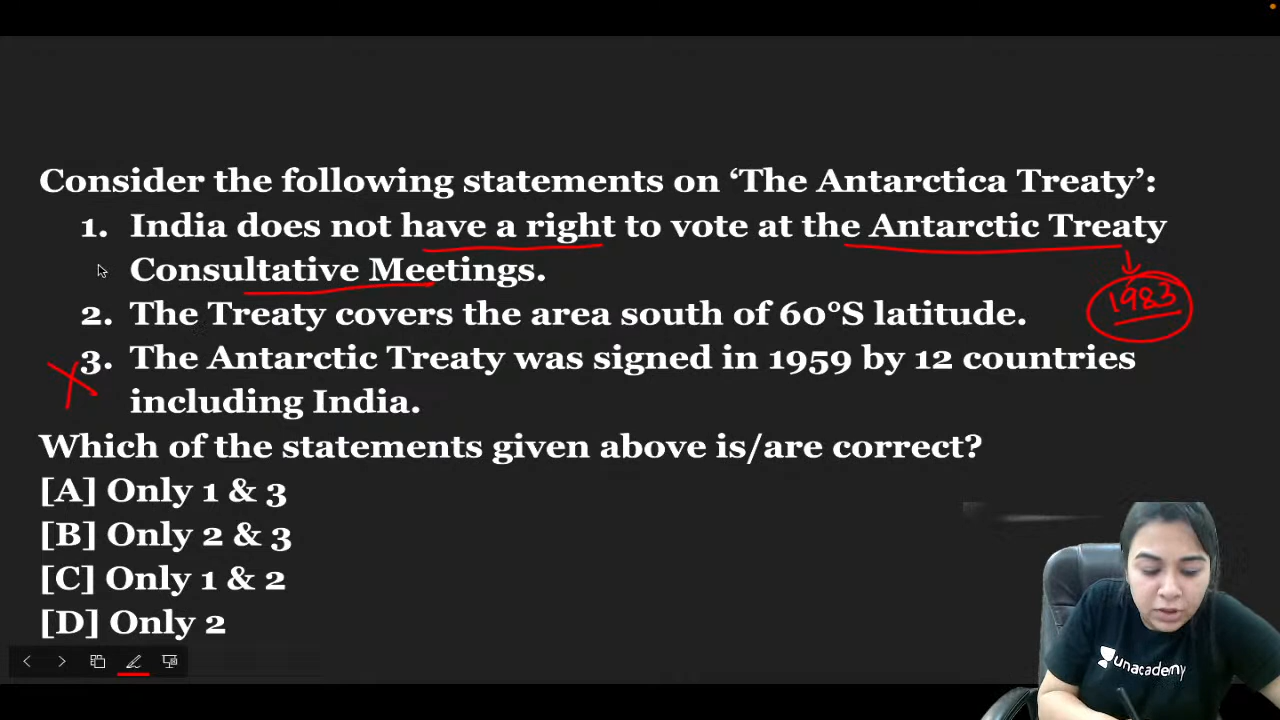 Consider the following statements on ‘The Antarctica Treaty’:
1. India does not have a right to vote at the Antarctic Treaty
Consultative Meetings.
1983
2. The Treaty covers the area south of 60°S latitude.
3. The Antarctic Treaty was signed in 1959 by 12 countries
including India.
Which of the statements given above is/are correct?
[A] Only 1 & 3
[B] Only 2 & 3
[C] Only 1 & 2
[D] Only 2
unacademy